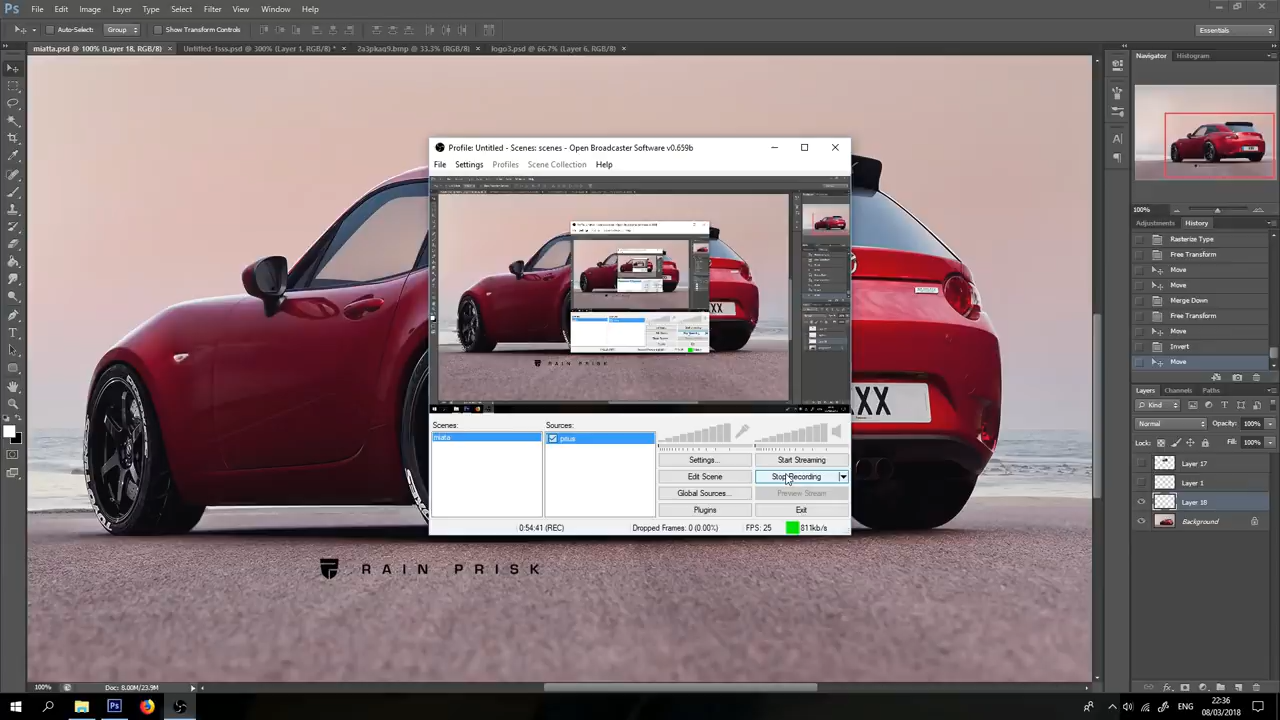 Ps File Edit Image Layer Type Select Filter View Window Help
Auto-Select: Group Show Transform Controls Essentials
miatta.psd @ 100% (Layer 18, RGB/8) × Untitled-1sss.psd @ 300% (Layer 1, RGB/8) * × 2a3pkaq9.bmp @ 33.3% (RGB/8) × logo3.psd @ 66.7% (Layer 6, RGB/8) ×
Navigator Histogram
100%
Adjustments History
Rasterize Type
Free Transform
Move
Move
Merge Down
Free Transform
Move
Invert
Move
Layers Channels Paths
Kind
Normal Opacity: 100%
Lock: Fill: 100%
Layer 17
Layer 1
Layer 18
Background
Profile: Untitled - Scenes: scenes - Open Broadcaster Software v0.659b
File Settings Profiles Scene Collection Help
RAIN PRISK
Scenes: Sources:
miata prius
Settings... Start Streaming
Edit Scene Stop Recording
Global Sources... Preview Stream
Plugins Exit
0:54:41 (REC) Dropped Frames: 0 (0.00%) FPS: 25 811kb/s
XX
RAIN PRISK
100% Doc: 8.00M/23.9M
ENG 22:36
08/03/2018